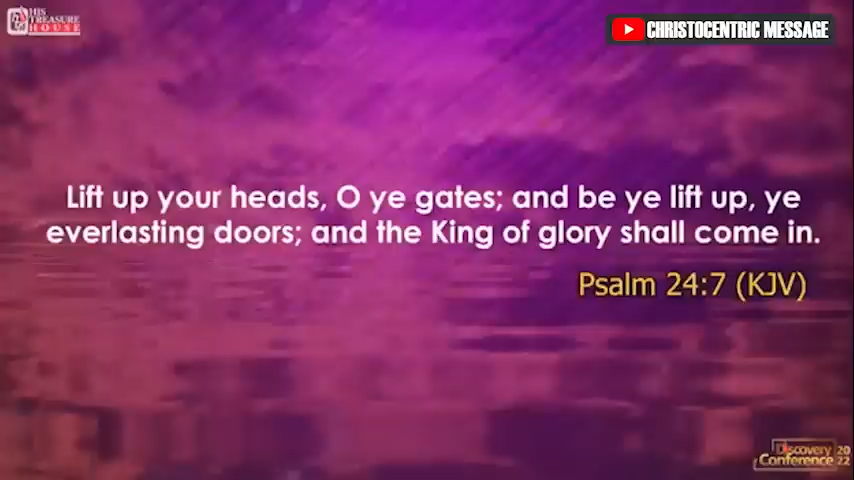 HIS
TREASURE
HOUSE
CHRISTOCENTRIC MESSAGE
Lift up your heads, O ye gates; and be ye lift up, ye
everlasting doors; and the King of glory shall come in.
Psalm 24:7 (KJV)
Discovery 20
Conference 22